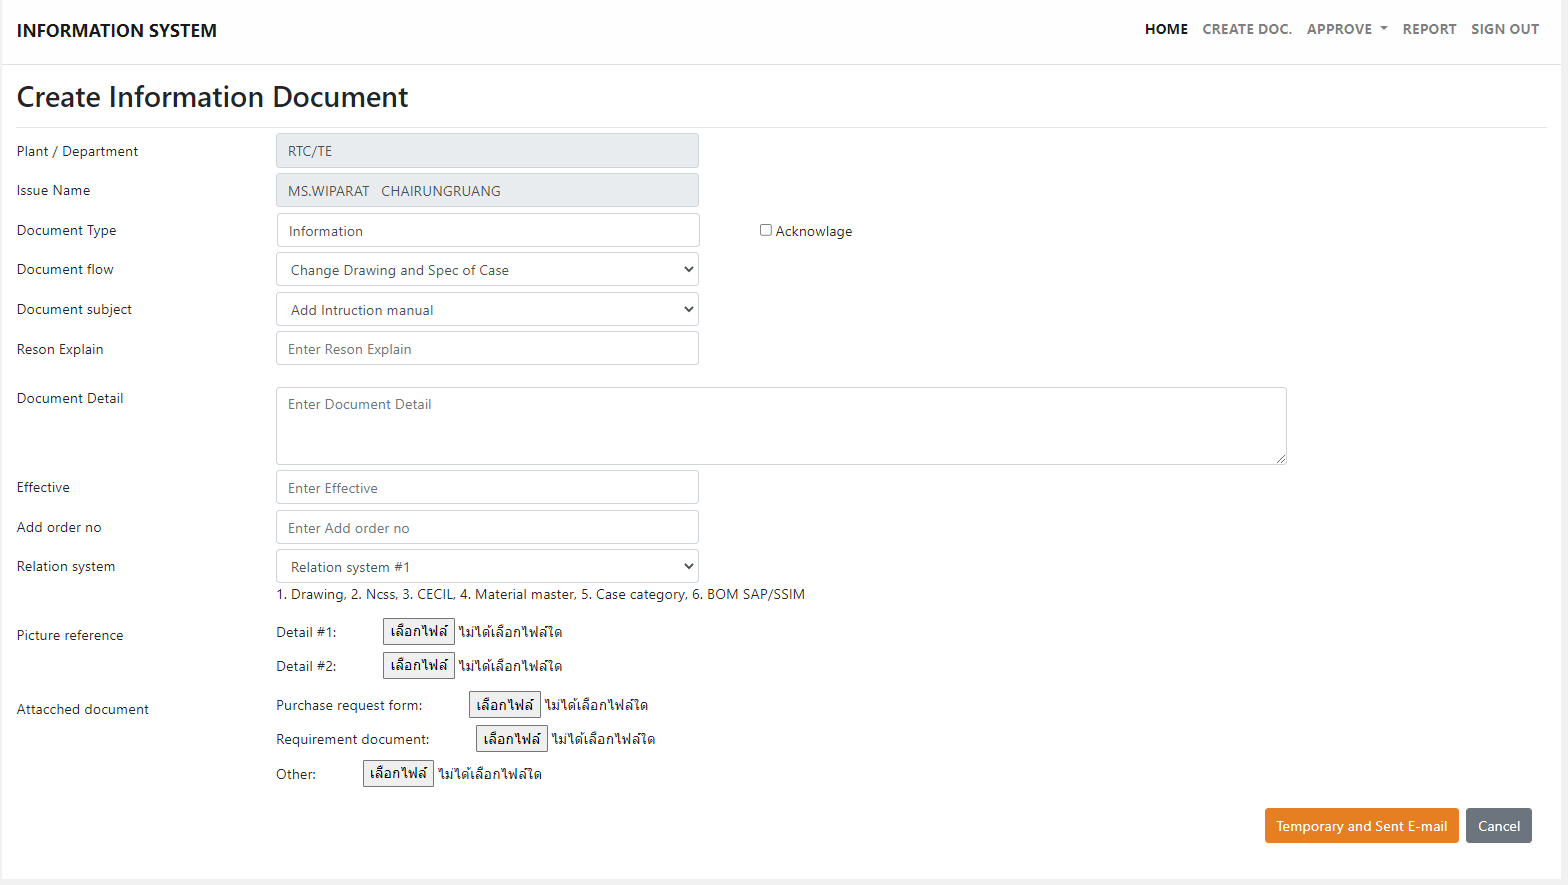 INFORMATION SYSTEM
HOME CREATE DOC. APPROVE REPORT SIGN OUT
Create Information Document
Plant / Department RTC/TE
Issue Name MS.WIPARAT CHAIRUNGRUANG
Document Type Information Acknowlage
Document flow Change Drawing and Spec of Case
Document subject Add Intruction manual
Reson Explain Enter Reson Explain
Document Detail Enter Document Detail
Effective Enter Effective
Add order no Enter Add order no
Relation system Relation system #1
1. Drawing, 2. Ncss, 3. CECIL, 4. Material master, 5. Case category, 6. BOM SAP/SSIM
Picture reference Detail #1: เลือกไฟล์ ไม่ได้เลือกไฟล์ใด
Detail #2: เลือกไฟล์ ไม่ได้เลือกไฟล์ใด
Attacched document Purchase request form: เลือกไฟล์ ไม่ได้เลือกไฟล์ใด
Requirement document: เลือกไฟล์ ไม่ได้เลือกไฟล์ใด
Other: เลือกไฟล์ ไม่ได้เลือกไฟล์ใด
Temporary and Sent E-mail Cancel